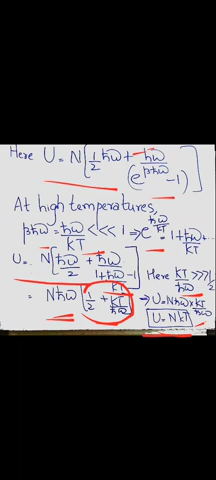 Here U = N[½ħω + ħω/(e^βħω - 1)]
At high temperatures,
βħω = ħω/KT <<< 1 ⇒ e^ħω/KT = 1 + ħω/KT +
U = N[ħω/2 + ħω/(1 + ħω/KT - 1)] Here KT/ħω >>> 1/2
= Nħω[1/2 + KT/ħω] ⇒ U = Nħω × KT/ħω
U = NKT